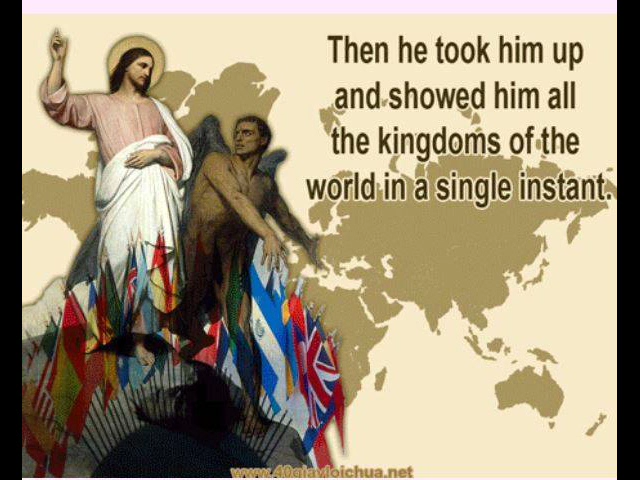 Then he took him up
and showed him all
the kingdoms of the
world in a single instant.
www.40giayloichua.net